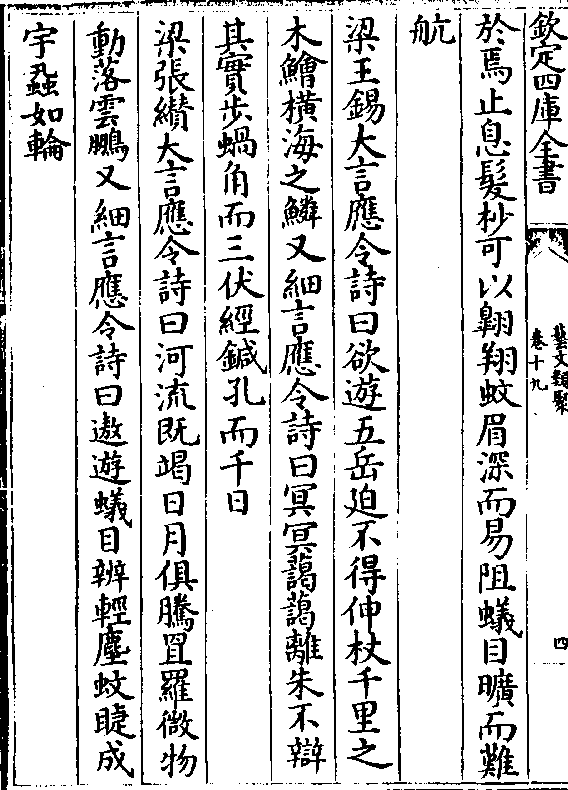 欽定四庫全書
藝文類聚
卷十九
四
於焉止息髮杪可以翺翔蚊眉深而易阻蟻目曠而難
航
梁王錫大言應令詩曰欲遊五岳迫不得伸杖千里之
木鱠橫海之鱗又細言應令詩曰冥冥藹藹離朱不辯
其實步蝸角而三伏經鍼孔而千日
梁張纘大言應令詩曰河流既竭日月俱騰罝羅微物
動落雲鵬又細言應令詩曰遨遊蟻目辨輕塵蚊睫成
宇蝨如輪